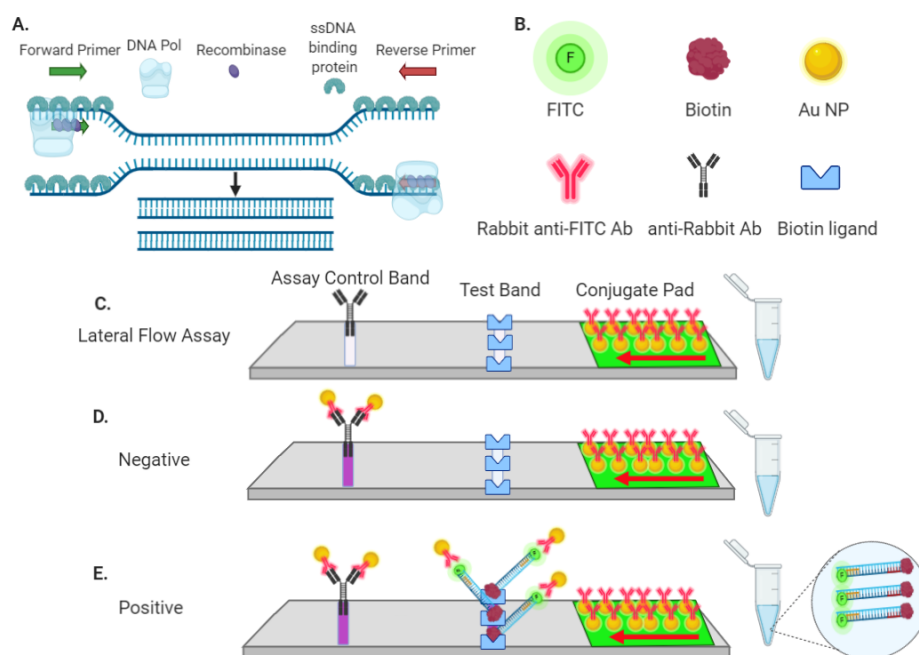 A.
Forward Primer
DNA Pol
Recombinase
ssDNA
binding
protein
Reverse Primer
B.
F
FITC
Biotin
Au NP
Rabbit anti-FITC Ab
anti-Rabbit Ab
Biotin ligand
C.
Lateral Flow Assay
Assay Control Band
Test Band
Conjugate Pad
D.
Negative
E.
Positive
F
F
F
F
F
F